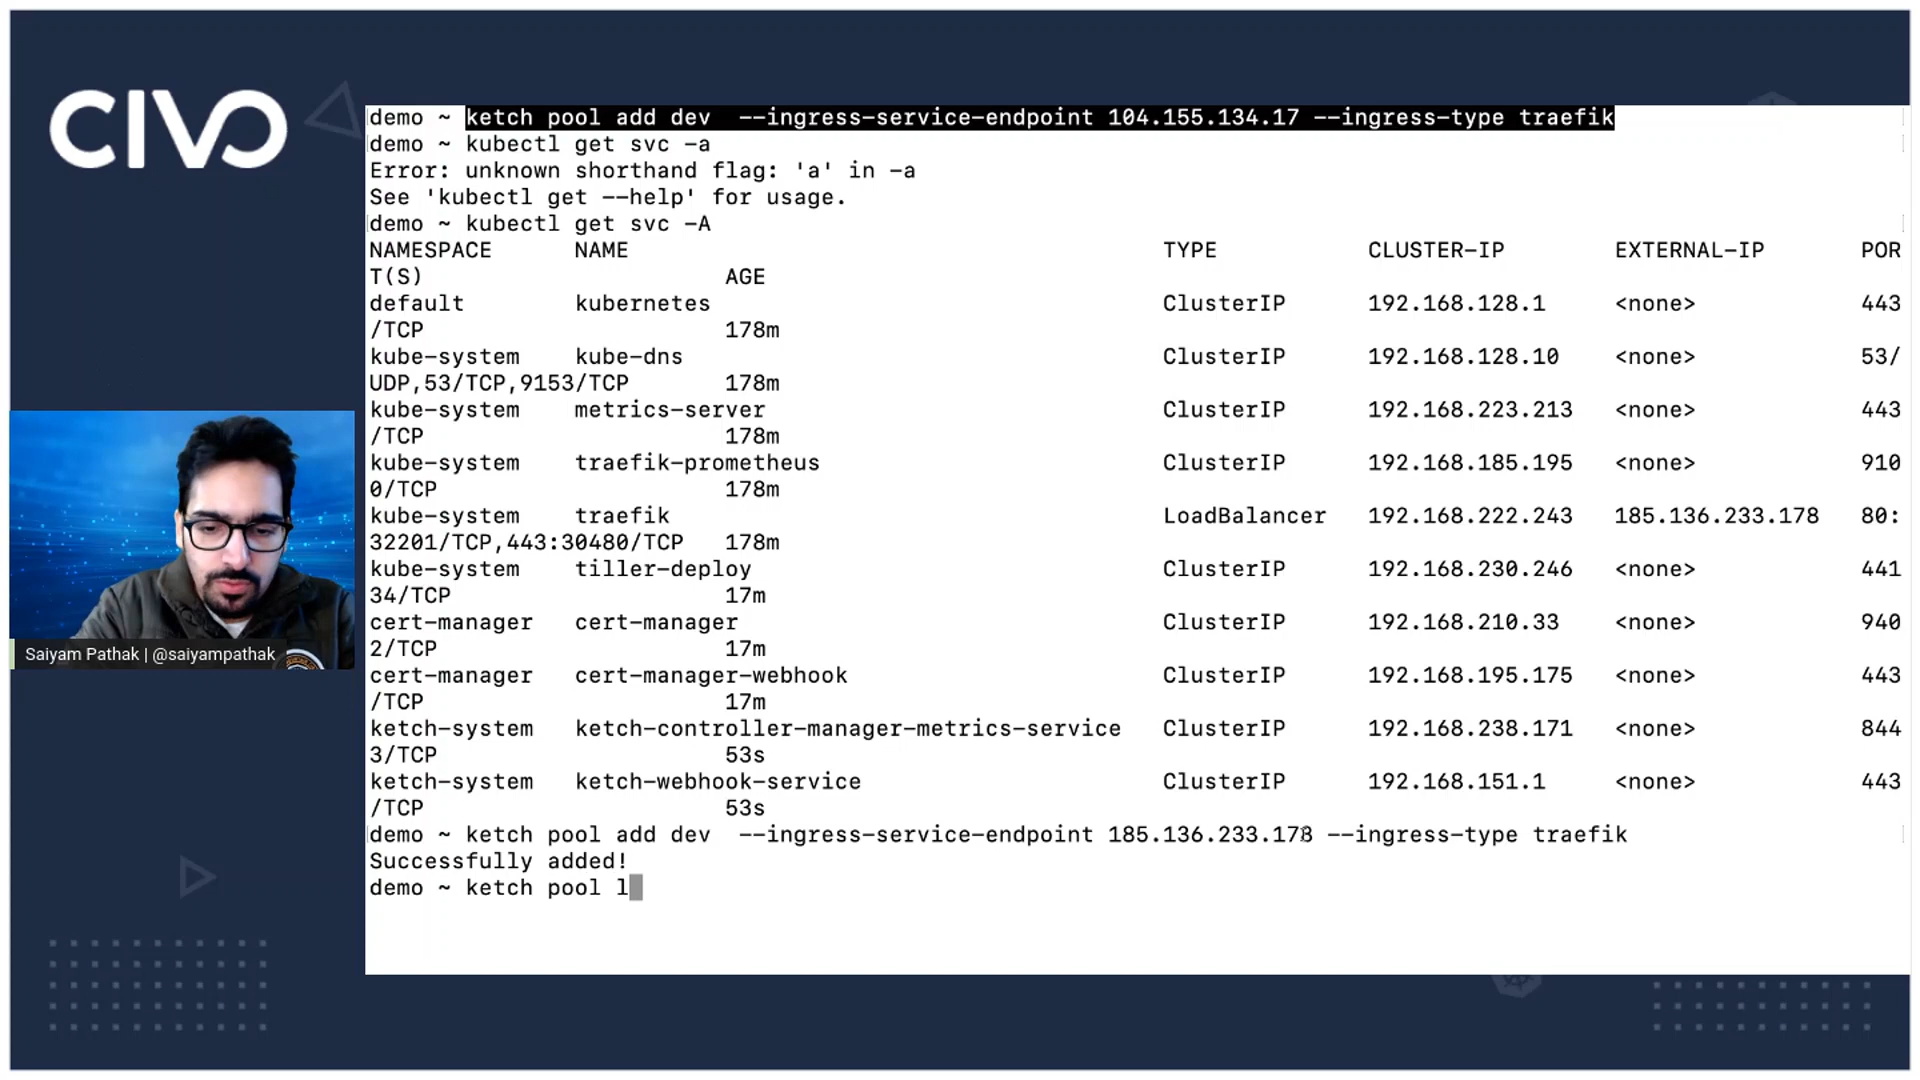 CIVO
demo ~ ketch pool add dev  --ingress-service-endpoint 104.155.134.17 --ingress-type traefik
demo ~ kubectl get svc -a
Error: unknown shorthand flag: 'a' in -a
See 'kubectl get --help' for usage.
demo ~ kubectl get svc -A
NAMESPACE NAME TYPE CLUSTER-IP EXTERNAL-IP POR
T(S) AGE
default kubernetes ClusterIP 192.168.128.1 <none> 443
/TCP 178m
kube-system kube-dns ClusterIP 192.168.128.10 <none> 53/
UDP,53/TCP,9153/TCP 178m
kube-system metrics-server ClusterIP 192.168.223.213 <none> 443
/TCP 178m
kube-system traefik-prometheus ClusterIP 192.168.185.195 <none> 910
0/TCP 178m
kube-system traefik LoadBalancer 192.168.222.243 185.136.233.178 80:
32201/TCP,443:30480/TCP 178m
kube-system tiller-deploy ClusterIP 192.168.230.246 <none> 441
34/TCP 17m
cert-manager cert-manager ClusterIP 192.168.210.33 <none> 940
2/TCP 17m
cert-manager cert-manager-webhook ClusterIP 192.168.195.175 <none> 443
/TCP 17m
ketch-system ketch-controller-manager-metrics-service ClusterIP 192.168.238.171 <none> 844
3/TCP 53s
ketch-system ketch-webhook-service ClusterIP 192.168.151.1 <none> 443
/TCP 53s
demo ~ ketch pool add dev  --ingress-service-endpoint 185.136.233.178 --ingress-type traefik
Successfully added!
demo ~ ketch pool l
Saiyam Pathak | @saiyampathak